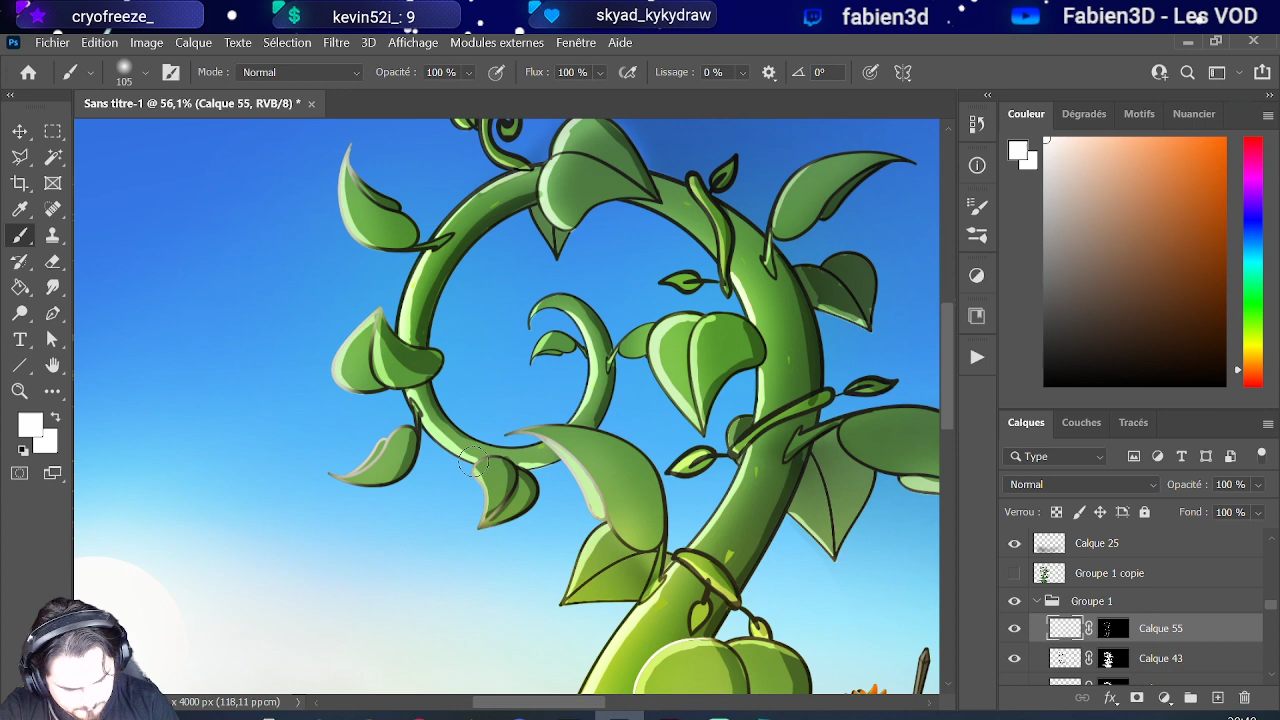 cryofreeze_
kevin52i_: 9
skyad_kykydraw
fabien3d
Fabien3D - Les VOD
Ps Fichier Edition Image Calque Texte Sélection Filtre 3D Affichage Modules externes Fenêtre Aide
105
Mode : Normal Opacité : 100 % Flux : 100 % Lissage : 0 % 0°
Sans titre-1 @ 56,1% (Calque 55, RVB/8) *
Couleur Dégradés Motifs Nuancier
Calques Couches Tracés
Type
Normal Opacité : 100 %
Verrou : Fond : 100 %
Calque 25
Groupe 1 copie
Groupe 1
Calque 55
Calque 43
4000 px (118,11 ppcm)